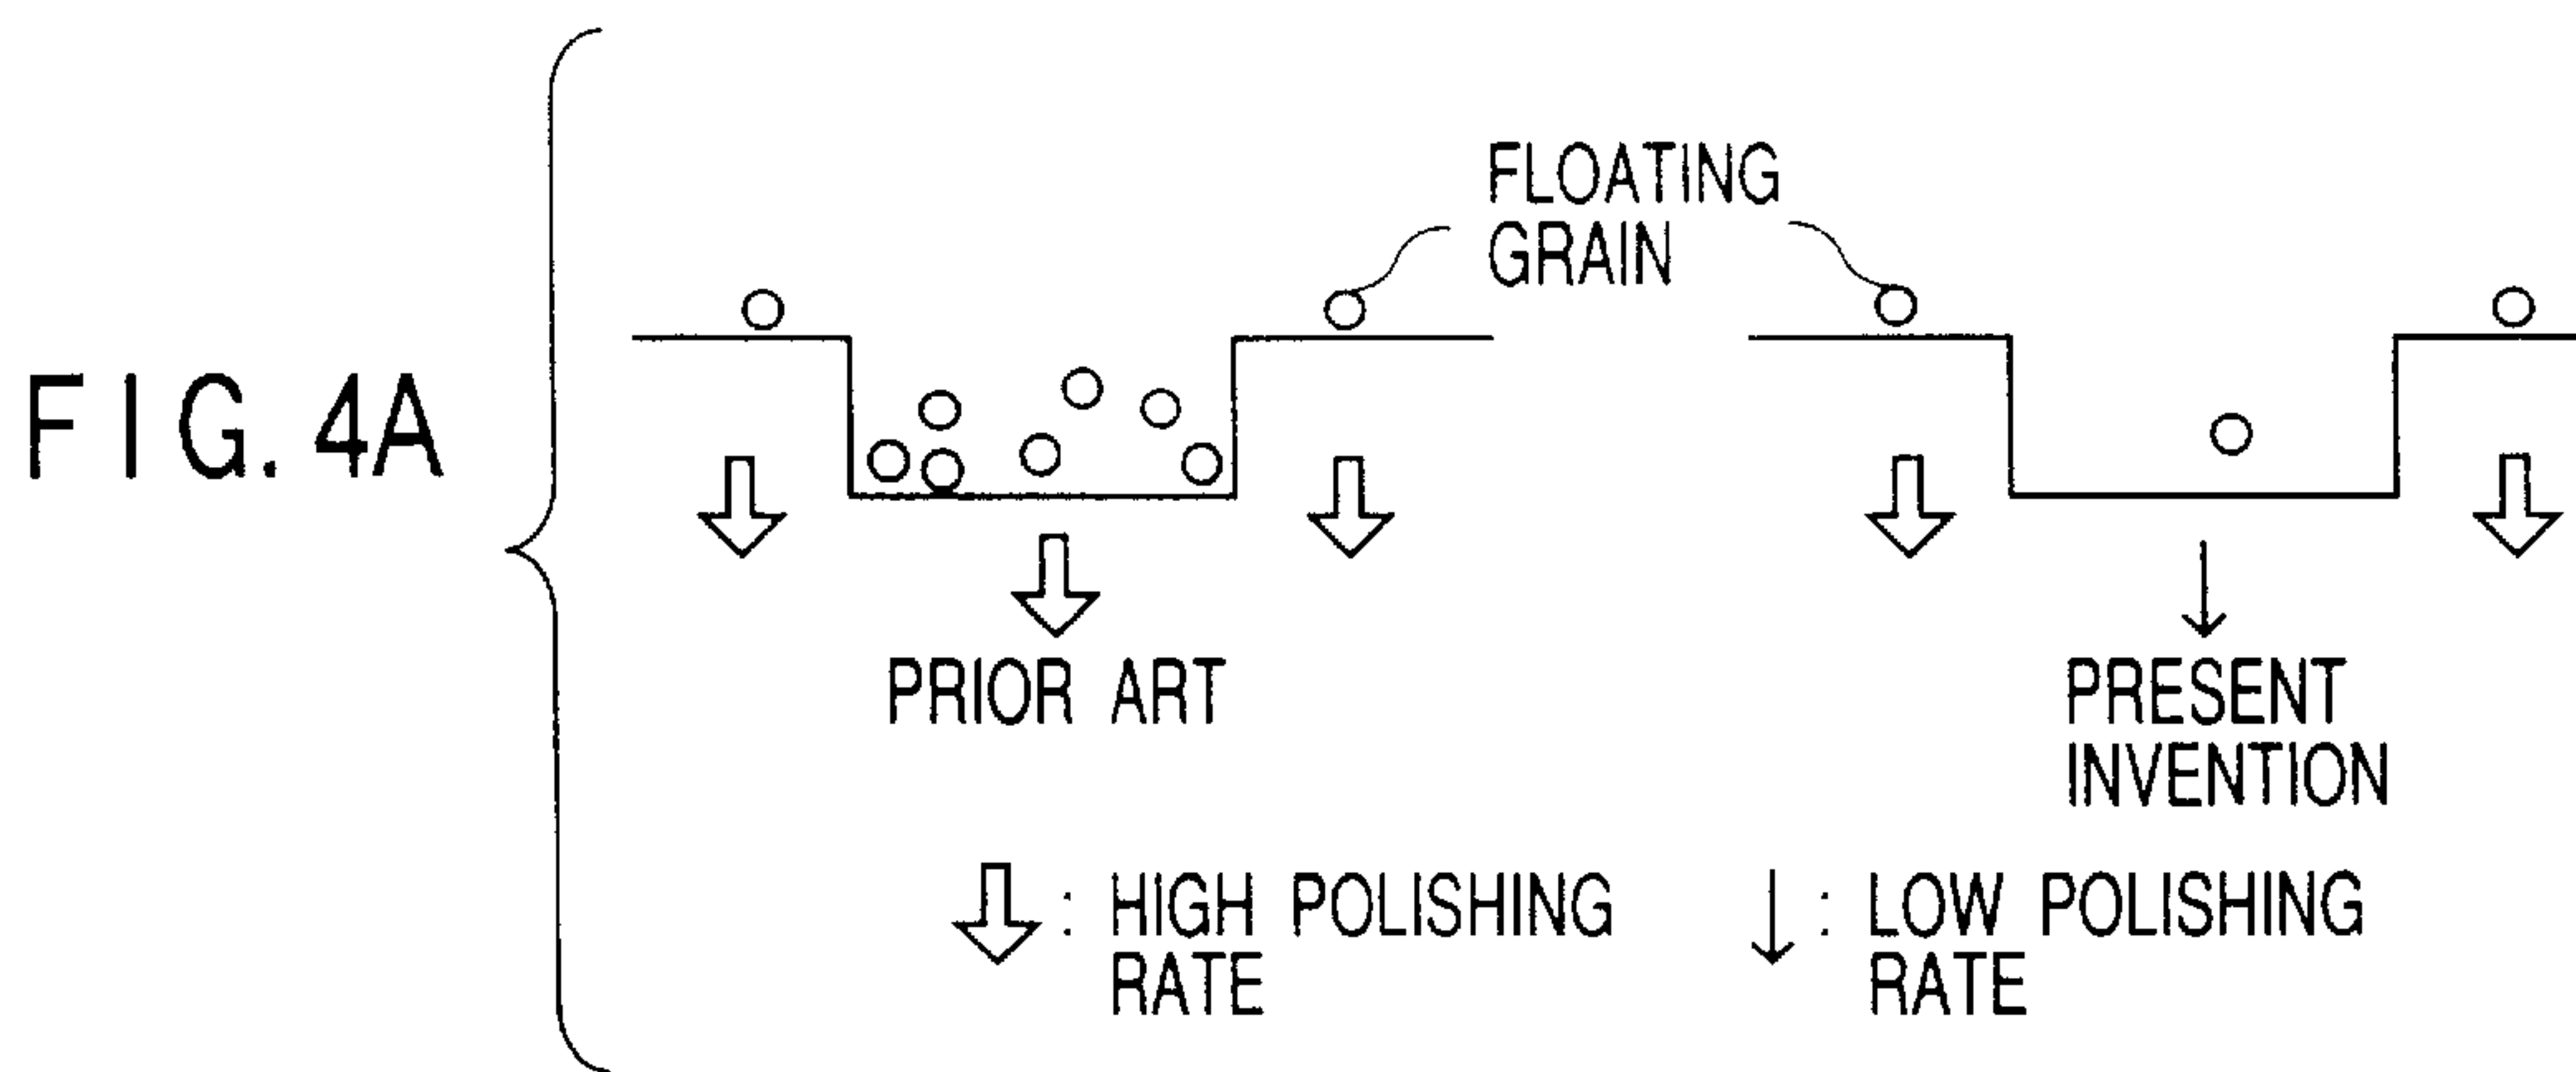 FIG. 4A
FLOATING
GRAIN
PRIOR ART
PRESENT
INVENTION
: HIGH POLISHING
RATE
: LOW POLISHING
RATE